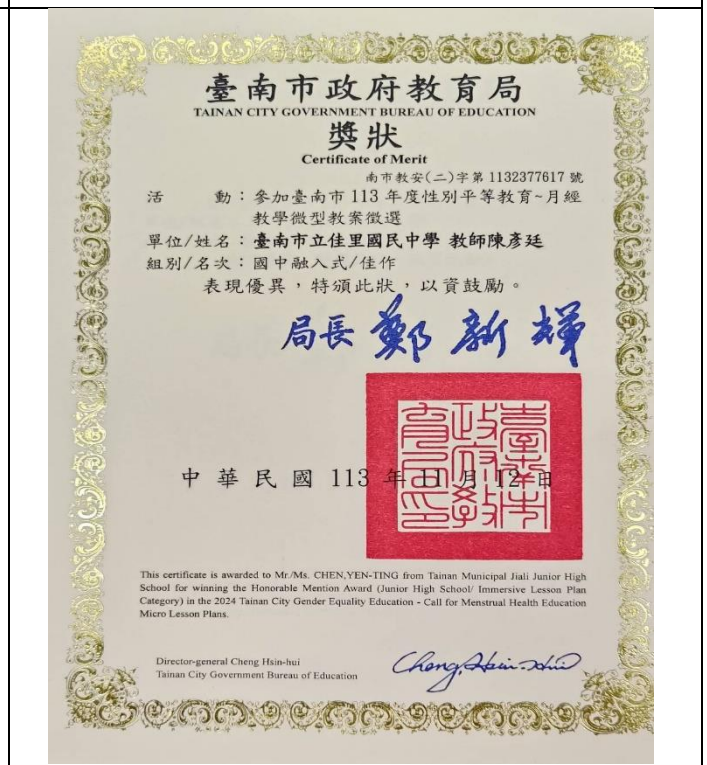 臺南市政府教育局
TAINAN CITY GOVERNMENT BUREAU OF EDUCATION
獎狀
Certificate of Merit
南市教安(二)字第 1132377617 號
活　　動：參加臺南市 113 年度性別平等教育~月經
教學微型教案徵選
單位/姓名：臺南市立佳里國民中學 教師陳彥廷
組別/名次：國中融入式/佳作
表現優異，特頒此狀，以資鼓勵。
局長 鄭新輝
臺南市政府教育局印
中 華 民 國 113 年 11 月 12 日
This certificate is awarded to Mr./Ms. CHEN,YEN-TING from Tainan Municipal Jiali Junior High
School for winning the Honorable Mention Award (Junior High School/ Immersive Lesson Plan
Category) in the 2024 Tainan City Gender Equality Education - Call for Menstrual Health Education
Micro Lesson Plans.
Director-general Cheng Hsin-hui
Tainan City Government Bureau of Education
Cheng, Hsin-hui